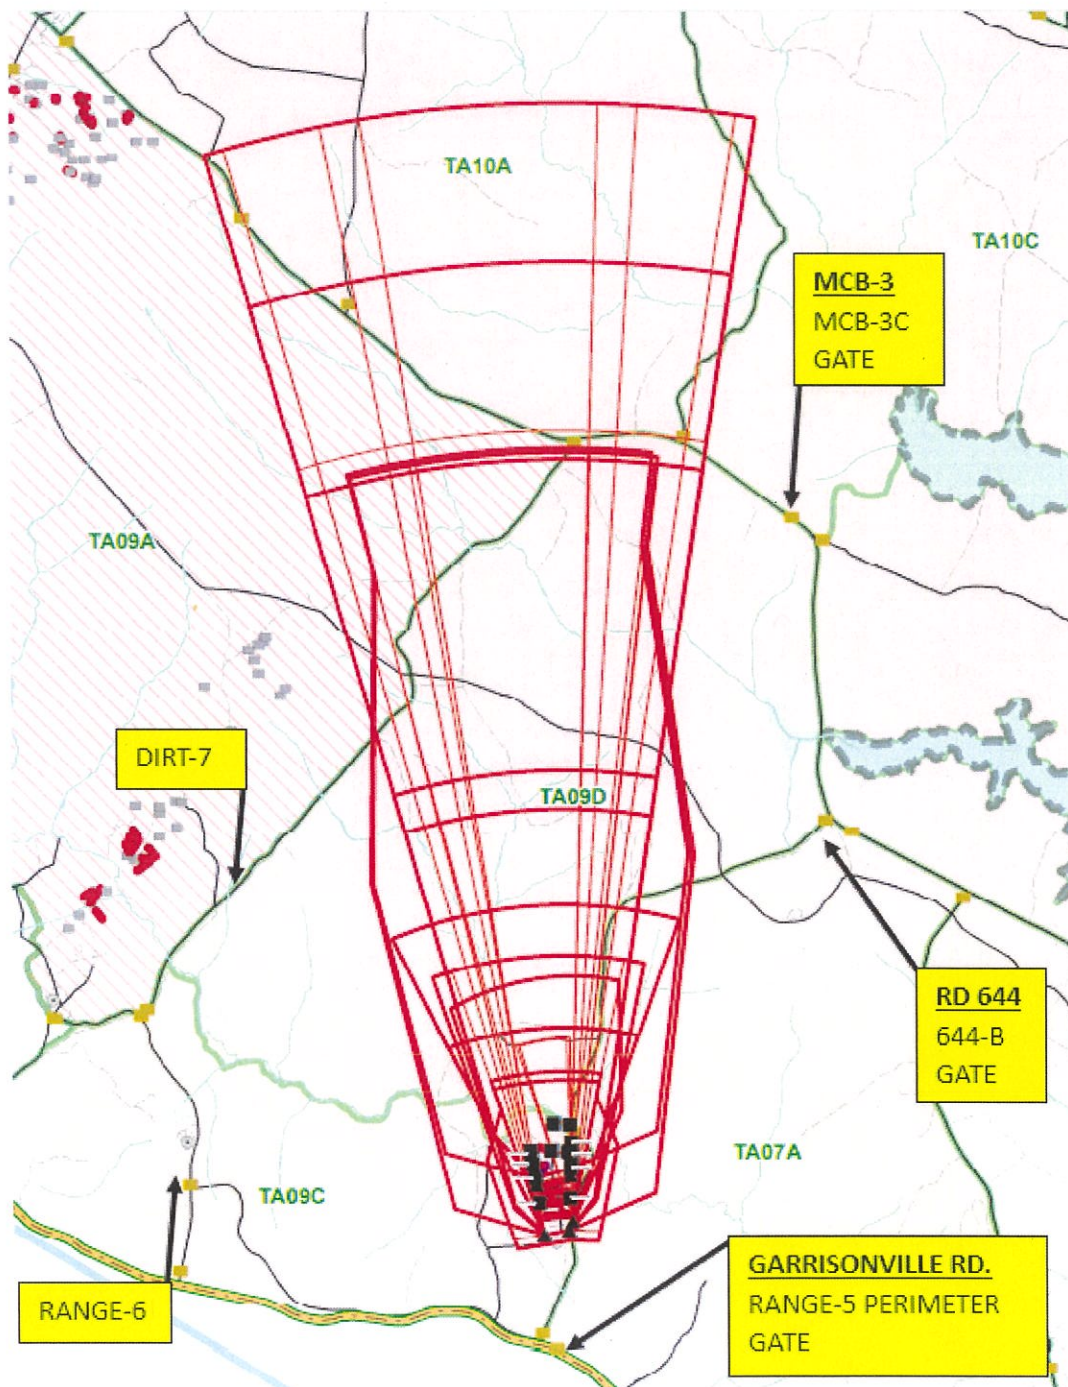 TA10A
TA10C
MCB-3
MCB-3C
GATE
TA09A
DIRT-7
TA09D
RD 644
644-B
GATE
TA07A
TA09C
RANGE-6
GARRISONVILLE RD.
RANGE-5 PERIMETER
GATE